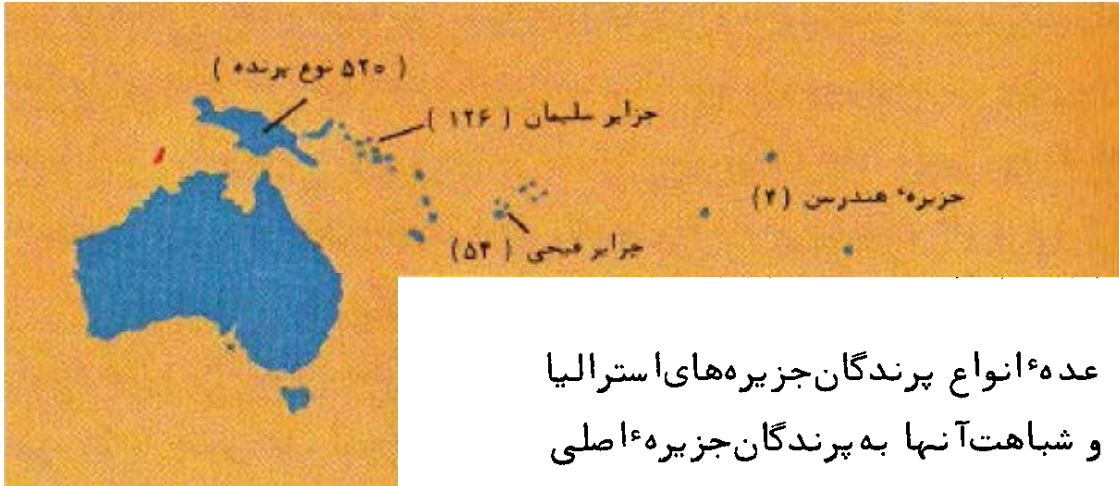 ( ۵۲۰ نوع پرنده )
جزایر سلیمان ( ۱۲۶ )
جزیرهٔ هندرسن (۴)
جزایر فیجی ( ۵۴)
عدهٔ انواع پرندگان جزیره‌های استرالیا
و شباهت آنها به پرندگان جزیرهٔ اصلی